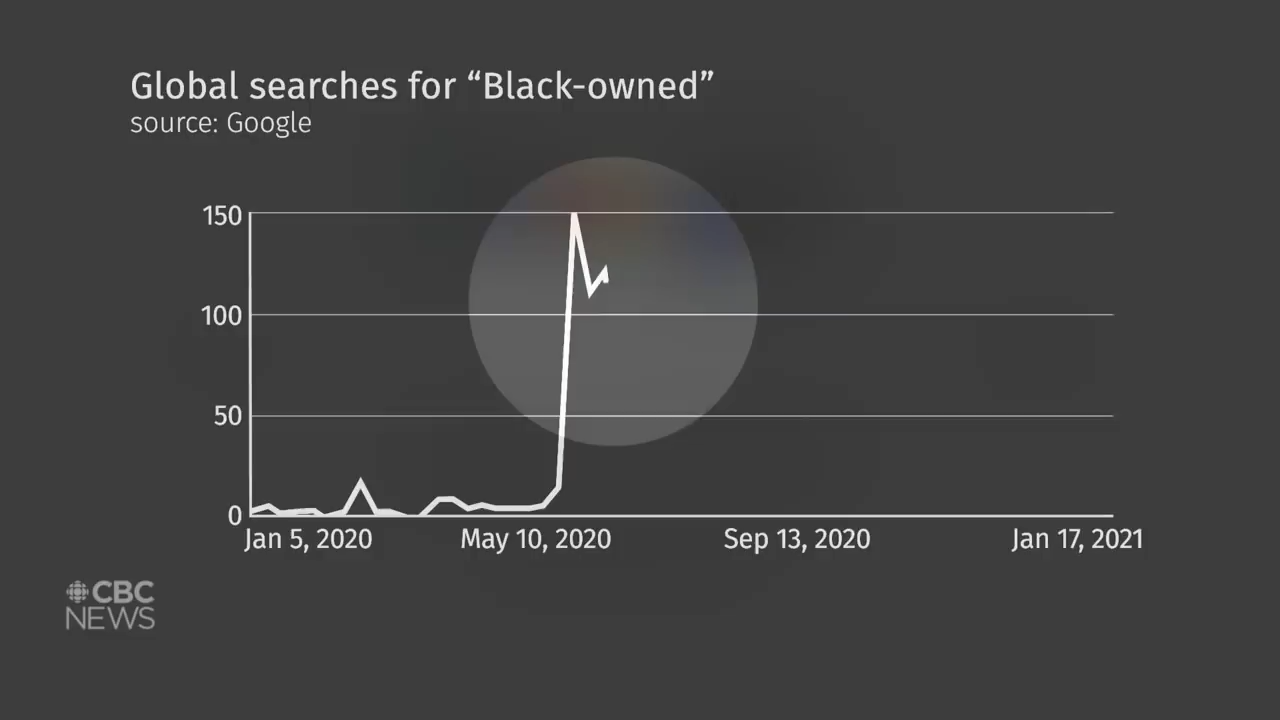 Global searches for “Black-owned”
source: Google
150
100
50
0
Jan 5, 2020 May 10, 2020 Sep 13, 2020 Jan 17, 2021
CBC
NEWS